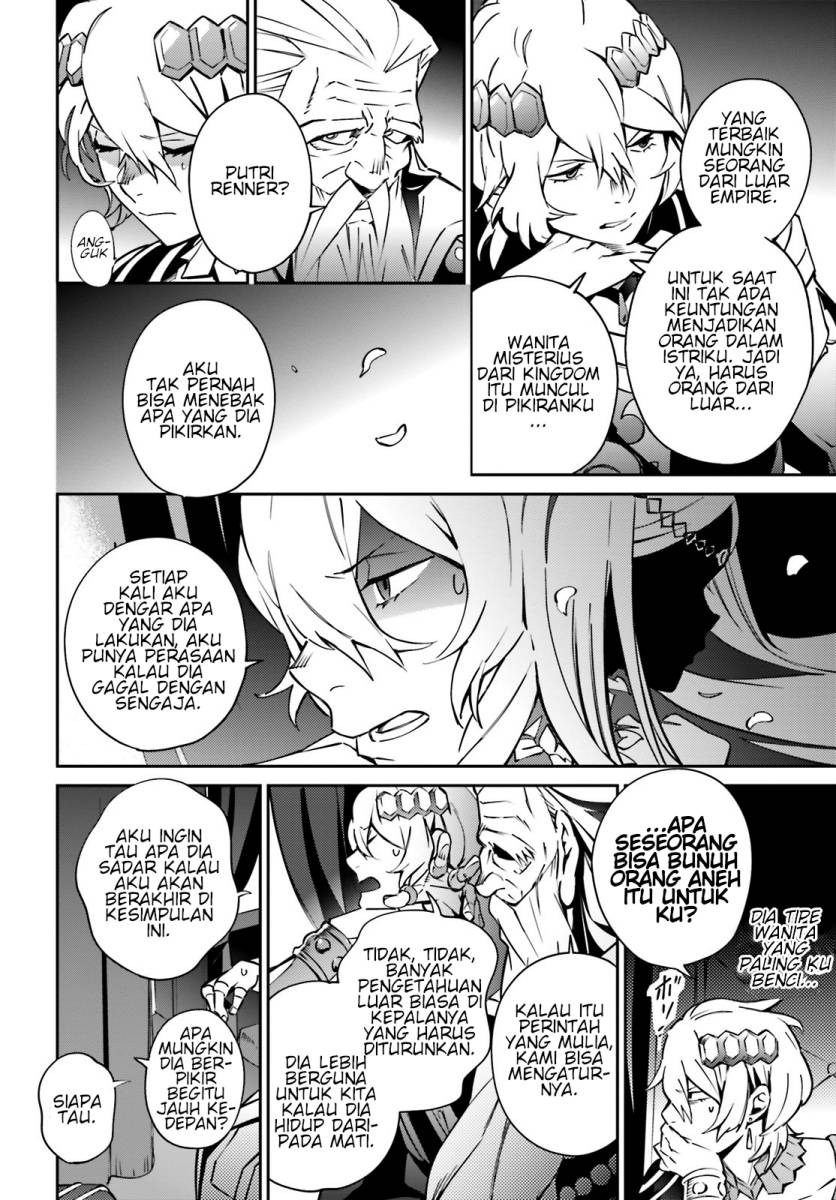 YANG
TERBAIK
MUNGKIN
SEORANG
DARI LUAR
EMPIRE.
UNTUK SAAT
INI TAK ADA
KEUNTUNGAN
MENJADIKAN
ORANG DALAM
ISTRIKU. JADI
YA, HARUS
ORANG DARI
LUAR...
WANITA
MISTERIUS
DARI KINGDOM
ITU MUNCUL
DI PIKIRANKU
...
PUTRI
RENNER?
ANG-
GUK
AKU
TAK PERNAH
BISA MENEBAK
APA YANG DIA
PIKIRKAN.
SETIAP
KALI AKU
DENGAR APA
YANG DIA
LAKUKAN, AKU
PUNYA PERASAAN
KALAU DIA
GAGAL DENGAN
SENGAJA.
...APA
SESEORANG
BISA BUNUH
ORANG ANEH
ITU UNTUK
KU?
DIA TIPE
WANITA
YANG
PALING KU
BENCI...
ボソッ
KALAU ITU
PERINTAH
YANG MULIA,
KAMI BISA
MENGATUR-
NYA.
TIDAK, TIDAK,
BANYAK
PENGETAHUAN
LUAR BIASA DI
KEPALANYA
YANG HARUS
DITURUNKAN.
DIA LEBIH
BERGUNA
UNTUK KITA
KALAU DIA
HIDUP DARI-
PADA MATI.
AKU INGIN
TAU APA DIA
SADAR KALAU
AKU AKAN
BERAKHIR DI
KESIMPULAN
INI.
APA
MUNGKIN
DIA BER-
PIKIR
BEGITU
JAUH KE-
DEPAN?
SIAPA
TAU.